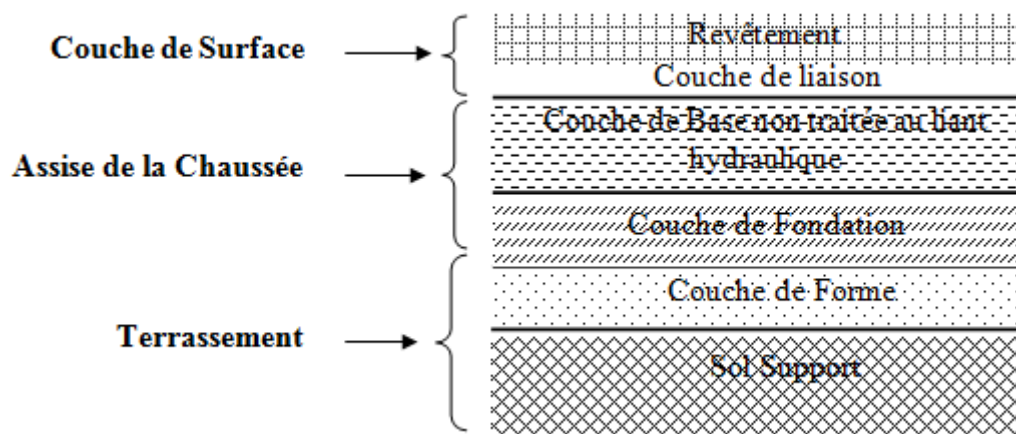 Couche de Surface
Revêtement
Couche de liaison
Assise de la Chaussée
Couche de Base non traitée au liant
hydraulique
Couche de Fondation
Terrassement
Couche de Forme
Sol Support